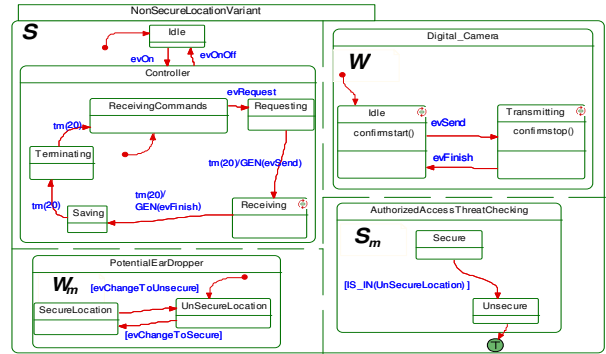 NonSecureLocationVariant
S
Idle
evOn
evOnOff
Controller
ReceivingCommands
evRequest
Requesting
tm(20)
Terminating
tm(20)/GEN(evSend)
tm(20)
Saving
tm(20)/
GEN(evFinish)
Receiving
Digital_Camera
W
Idle
confirmstart()
evSend
evFinish
Transmitting
confirmstop()
PotentialEarDropper
Wm
[evChangeToUnsecure]
SecureLocation
UnSecureLocation
[evChangeToSecure]
AuthorizedAccessThreatChecking
Sm
Secure
[IS_IN(UnSecureLocation) ]
Unsecure
T